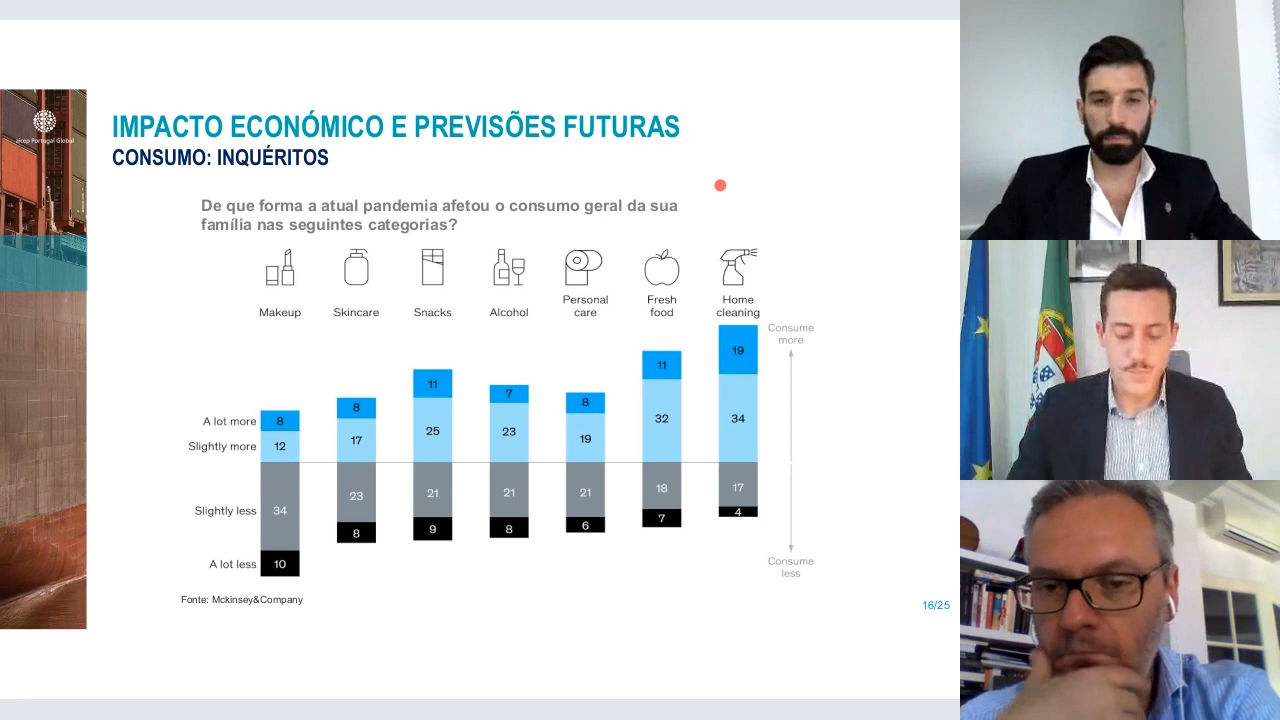 aicep Portugal Global
IMPACTO ECONÓMICO E PREVISÕES FUTURAS
CONSUMO: INQUÉRITOS
De que forma a atual pandemia afetou o consumo geral da sua
família nas seguintes categorias?
Makeup
Skincare
Snacks
Alcohol
Personal
care
Fresh
food
Home
cleaning
Consume
more
A lot more
8
8
11
7
8
11
19
Slightly more
12
17
25
23
19
32
34
Slightly less
34
23
21
21
21
18
17
A lot less
10
8
9
8
6
7
4
Consume
less
Fonte: Mckinsey&Company
16/25